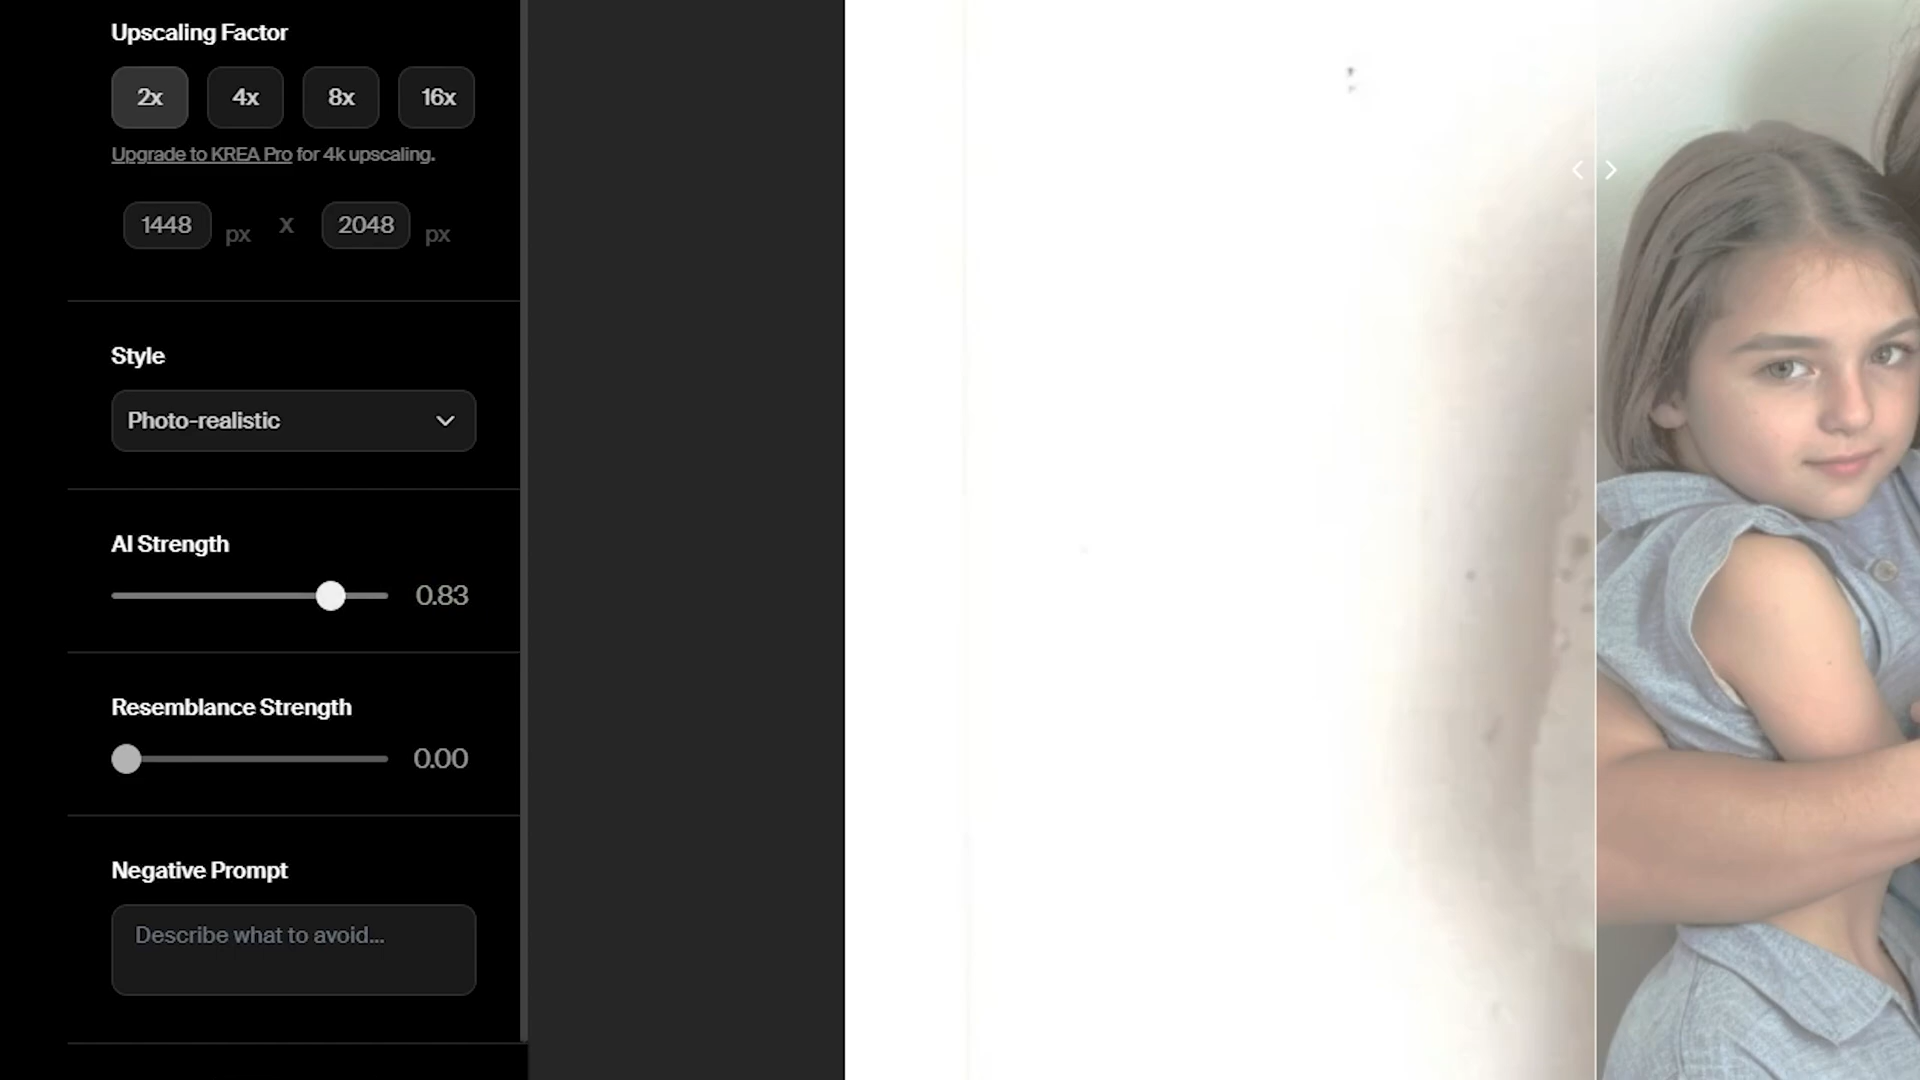 Upscaling Factor
2x 4x 8x 16x
Upgrade to KREA Pro for 4k upscaling.
1448 px X 2048 px
Style
Photo-realistic
AI Strength
0.83
Resemblance Strength
0.00
Negative Prompt
Describe what to avoid...